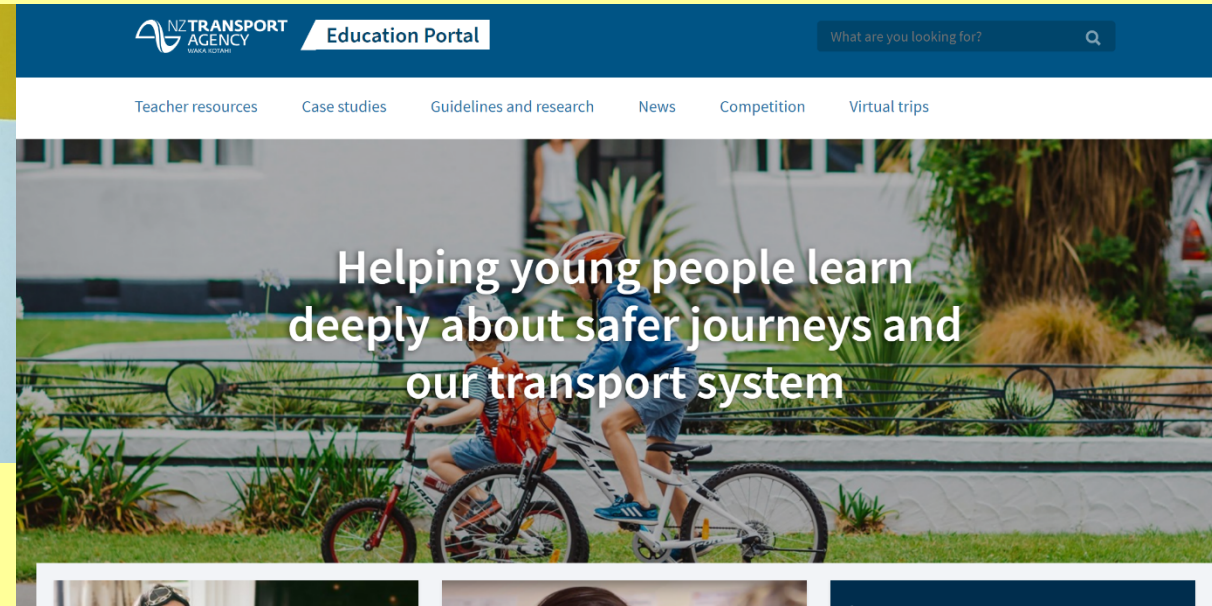 NZ TRANSPORT
AGENCY
WAKA KOTAHI
Education Portal
What are you looking for?
Teacher resources
Case studies
Guidelines and research
News
Competition
Virtual trips
Helping young people learn
deeply about safer journeys and
our transport system